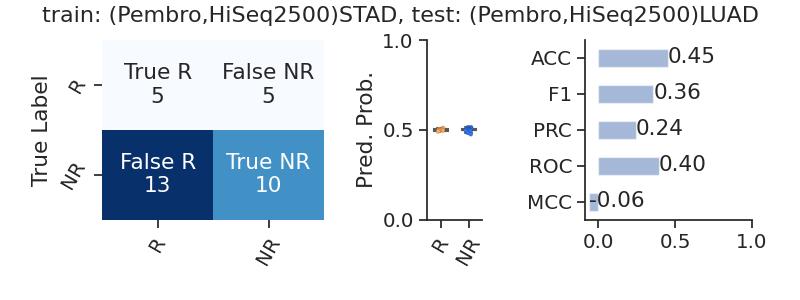 train: (Pembro,HiSeq2500)STAD, test: (Pembro,HiSeq2500)LUAD
True Label
R
NR
True R
5
False NR
5
False R
13
True NR
10
R
NR
Pred. Prob.
1.0
0.5
0.0
R
NR
ACC
0.45
F1
0.36
PRC
0.24
ROC
0.40
MCC
-0.06
0.0
0.5
1.0